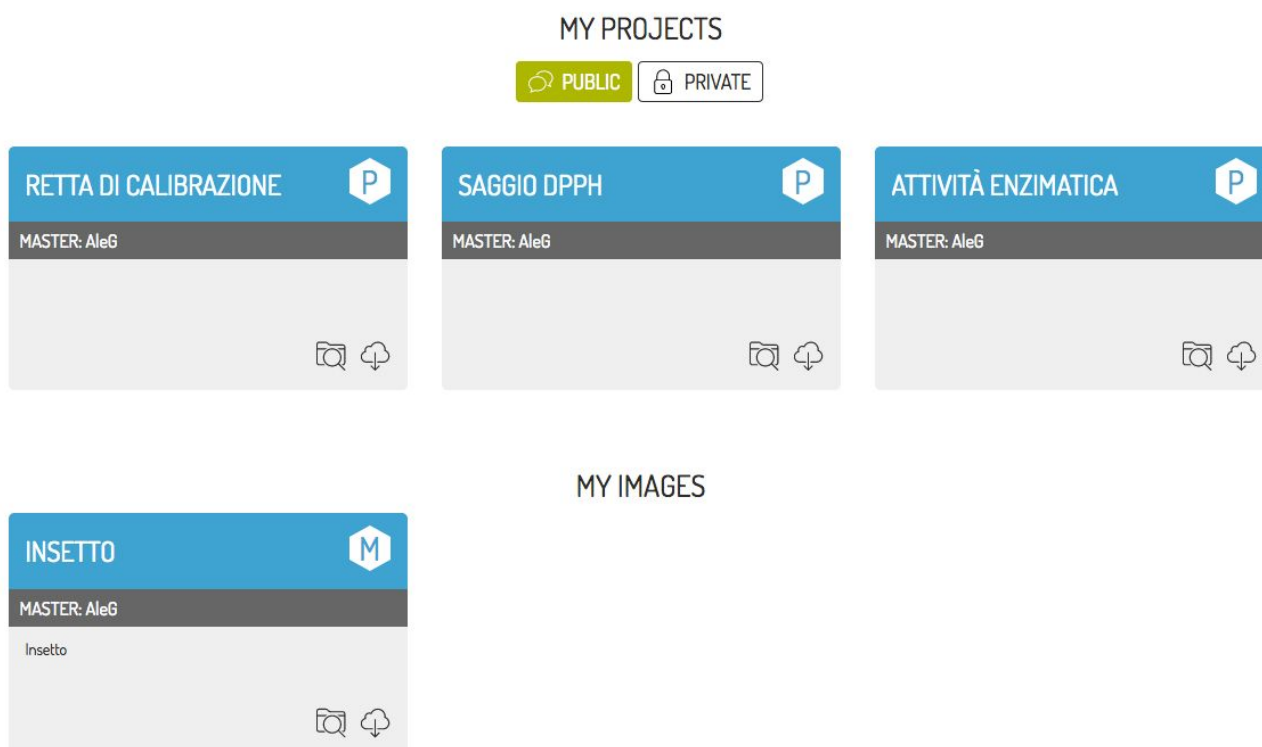 MY PROJECTS
PUBLIC PRIVATE
RETTA DI CALIBRAZIONE P
MASTER: AleG
SAGGIO DPPH P
MASTER: AleG
ATTIVITÀ ENZIMATICA P
MASTER: AleG
MY IMAGES
INSETTO M
MASTER: AleG
Insetto